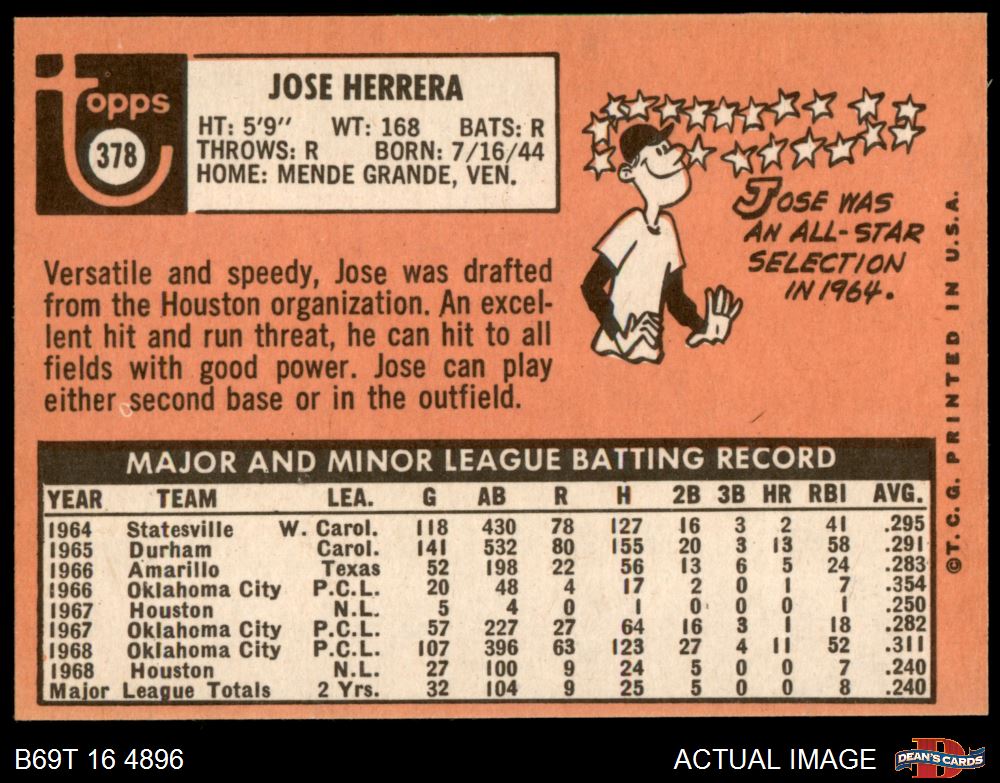 Topps
378
JOSE HERRERA
HT: 5'9" WT: 168 BATS: R
THROWS: R BORN: 7/16/44
HOME: MENDE GRANDE, VEN.
JOSE WAS
AN ALL-STAR
SELECTION
IN 1964.
Versatile and speedy, Jose was drafted
from the Houston organization. An excel-
lent hit and run threat, he can hit to all
fields with good power. Jose can play
either second base or in the outfield.
©T. C. G. PRINTED IN U.S.A.
MAJOR AND MINOR LEAGUE BATTING RECORD
YEAR TEAM LEA. G AB R H 2B 3B HR RBI AVG.
1964 Statesville W. Carol. 118 430 78 127 16 3 2 41 .295
1965 Durham Carol. 141 532 80 155 20 3 13 58 .291
1966 Amarillo Texas 52 198 22 56 13 6 5 24 .283
1966 Oklahoma City P.C.L. 20 48 4 17 2 0 1 7 .354
1967 Houston N.L. 5 4 0 1 0 0 0 1 .250
1967 Oklahoma City P.C.L. 57 227 27 64 16 3 1 18 .282
1968 Oklahoma City P.C.L. 107 396 63 123 27 4 11 52 .311
1968 Houston N.L. 27 100 9 24 5 0 0 7 .240
Major League Totals 2 Yrs. 32 104 9 25 5 0 0 8 .240
B69T 16 4896
ACTUAL IMAGE
D
DEAN'S CARDS